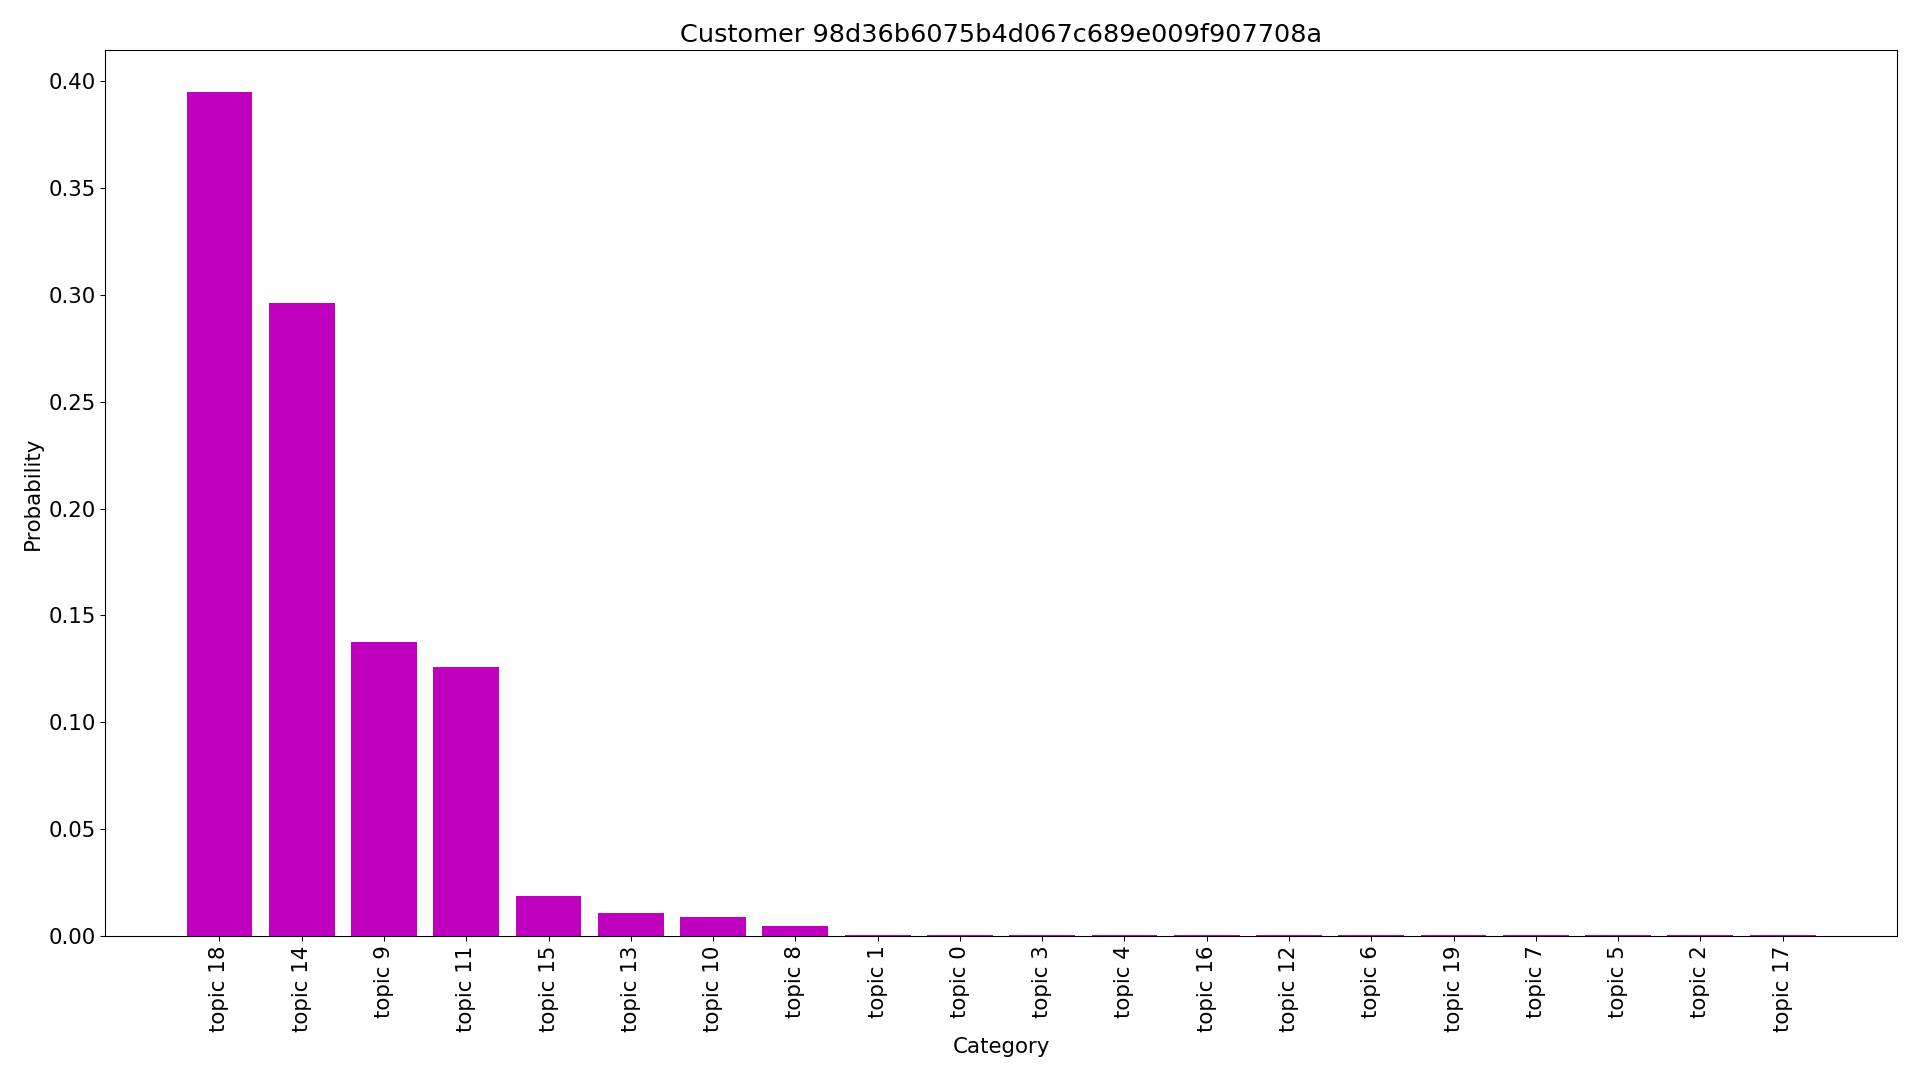 Customer 98d36b6075b4d067c689e009f907708a
Probability
0.40
0.35
0.30
0.25
0.20
0.15
0.10
0.05
0.00
topic 18
topic 14
topic 9
topic 11
topic 15
topic 13
topic 10
topic 8
topic 1
topic 0
topic 3
topic 4
topic 16
topic 12
topic 6
topic 19
topic 7
topic 5
topic 2
topic 17
Category